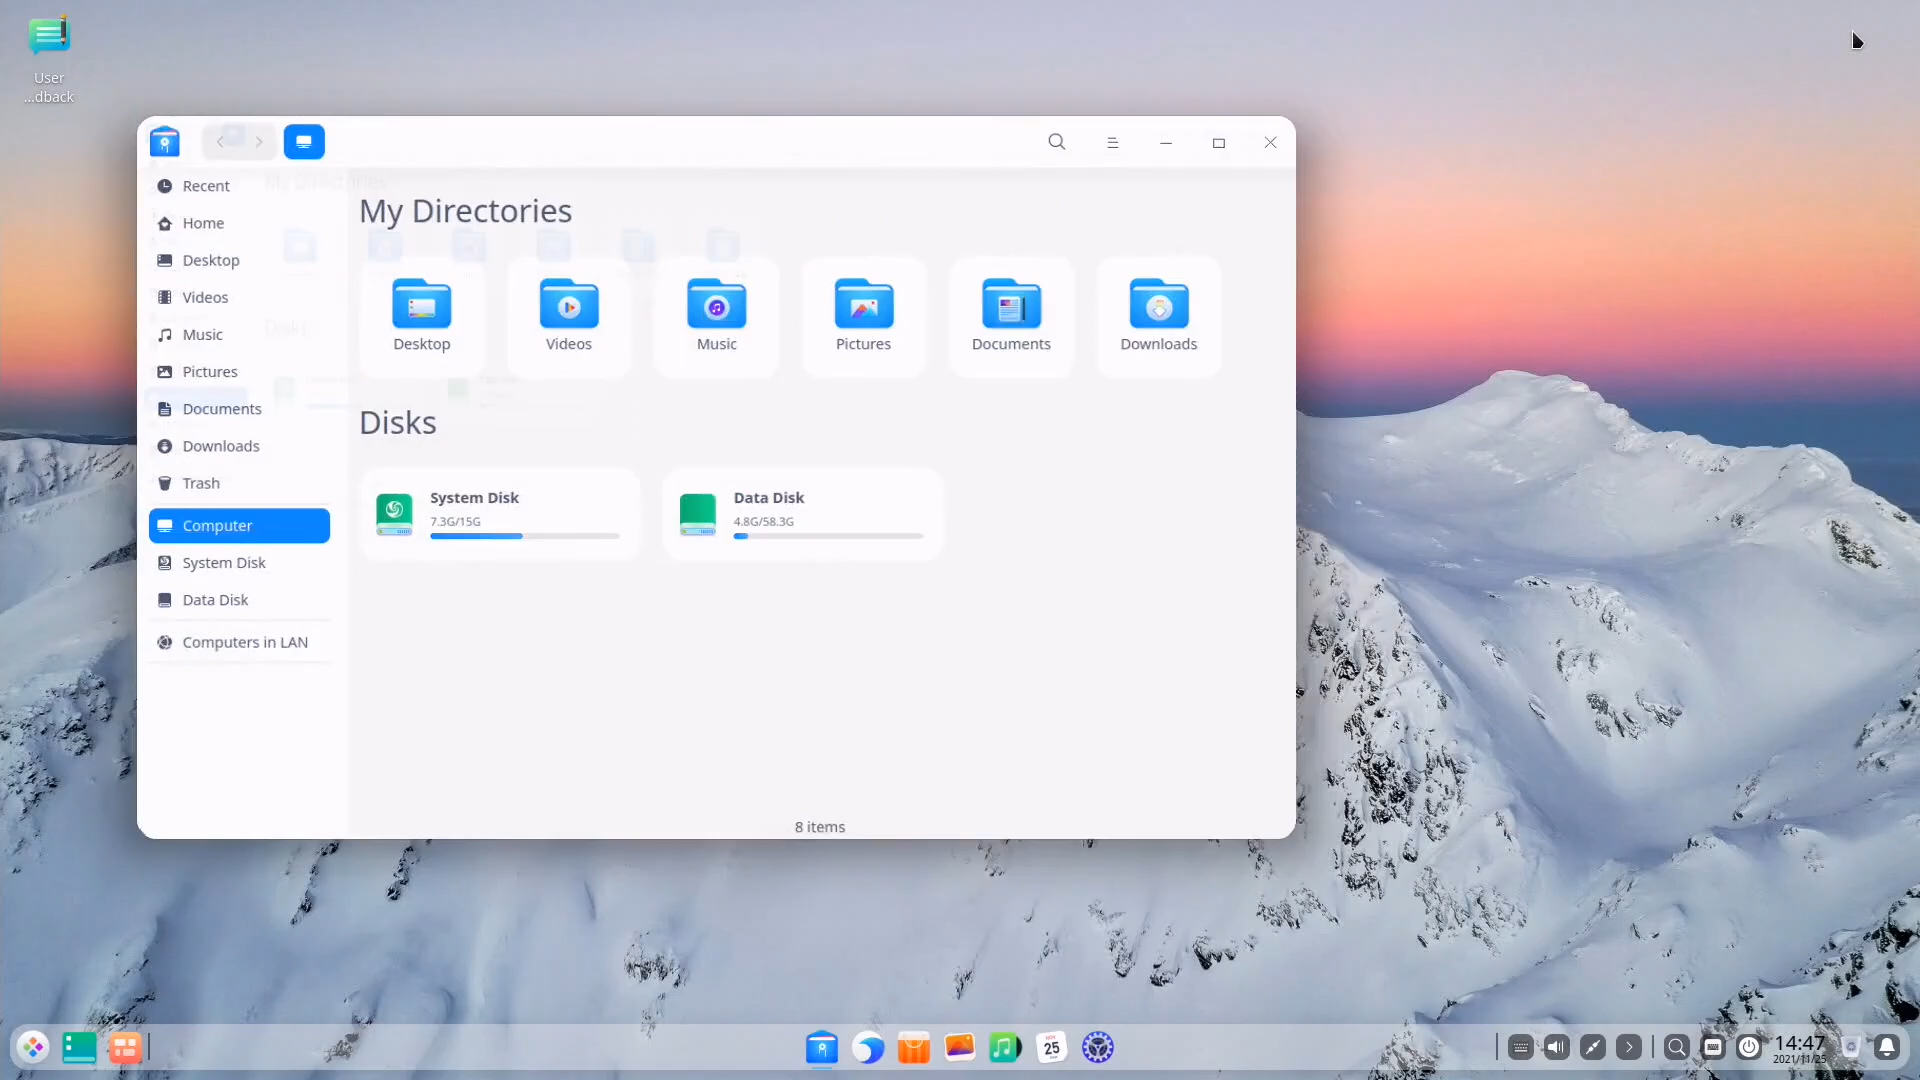 User
...dback
Recent
Home
Desktop
Videos
Music
Pictures
Documents
Downloads
Trash
Computer
System Disk
Data Disk
Computers in LAN
My Directories
Desktop
Videos
Music
Pictures
Documents
Downloads
Disks
System Disk
7.3G/15G
Data Disk
4.8G/58.3G
8 items
25
14:47
2021/11/25